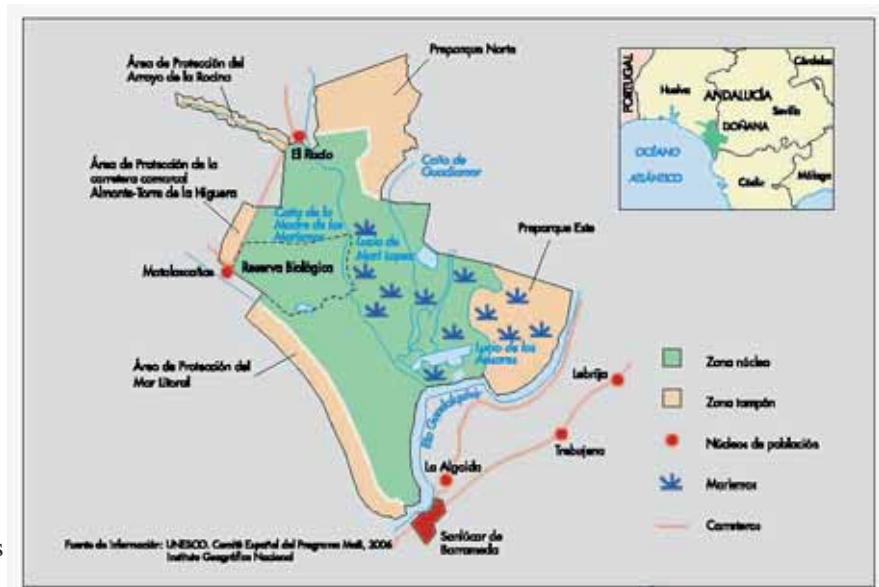 Área de Protección del
Arroyo de la Rocina
Preparque Norte
El Rocío
Área de Protección de la
carretera comarcal
Almonte-Torre de la Higuera
Caño de
Guadiamar
Caño de la
Madre de las
Marismas
Lucio de
Mari Lopez
Preparque Este
Matalascañas
Reserva Biológica
Área de Protección del
Mar Litoral
Lucio de los
Ansares
Río Guadalquivir
Lebrija
Trebujena
La Algaida
Sanlúcar de
Barrameda
PORTUGAL
Huelva
ANDALUCÍA
Córdoba
Sevilla
DOÑANA
OCÉANO
ATLÁNTICO
Cádiz
Málaga
Zona núcleo
Zona tampón
Núcleos de población
Marismas
Carreteras
Fuente de Información: UNESCO. Comité Español del Programa MaB, 2006
Instituto Geográfico Nacional
s